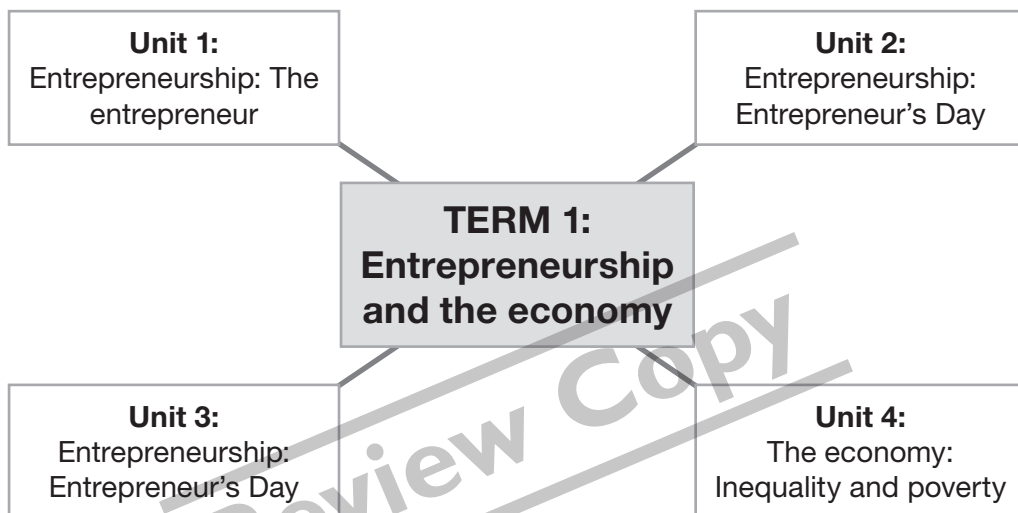 Unit 1:
Entrepreneurship: The
entrepreneur
Unit 2:
Entrepreneurship:
Entrepreneur's Day
TERM 1:
Entrepreneurship
and the economy
Unit 3:
Entrepreneurship:
Entrepreneur's Day
Unit 4:
The economy:
Inequality and poverty
Review Copy